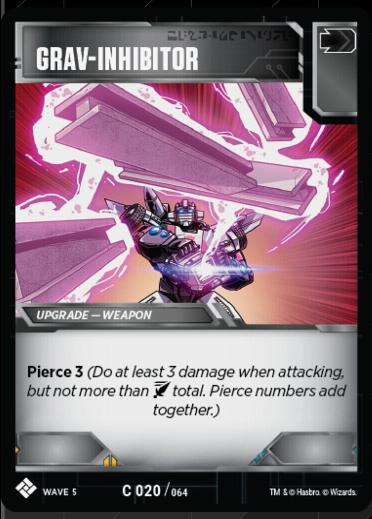 GRAV-INHIBITOR
UPGRADE — WEAPON
Pierce 3 (Do at least 3 damage when attacking,
but not more than total. Pierce numbers add
together.)
WAVE 5 C 020 / 064 TM & © Hasbro. © Wizards.